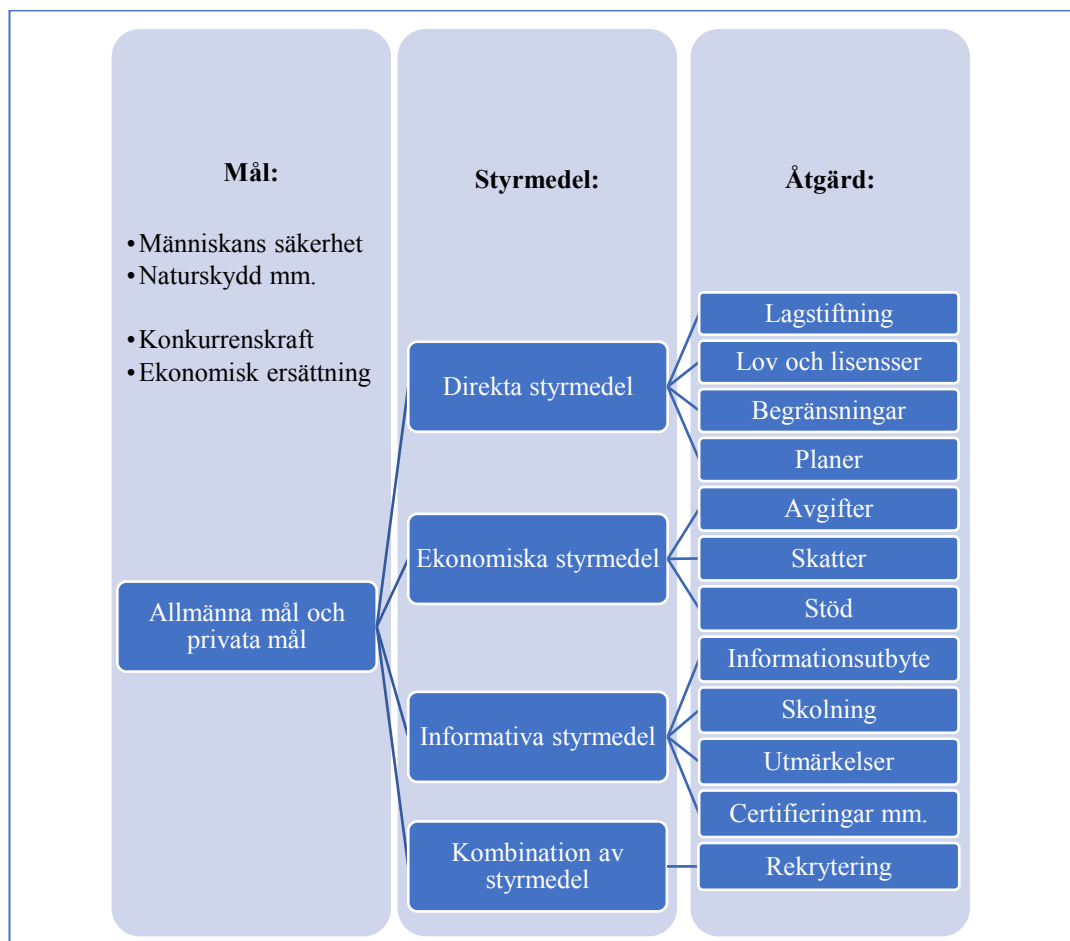 Mål:
•Människans säkerhet
•Naturskydd mm.
•Konkurrenskraft
•Ekonomisk ersättning
Allmänna mål och
privata mål
Styrmedel:
Direkta styrmedel
Ekonomiska styrmedel
Informativa styrmedel
Kombination av
styrmedel
Åtgärd:
Lagstiftning
Lov och lisensser
Begränsningar
Planer
Avgifter
Skatter
Stöd
Informationsutbyte
Skolning
Utmärkelser
Certifieringar mm.
Rekrytering